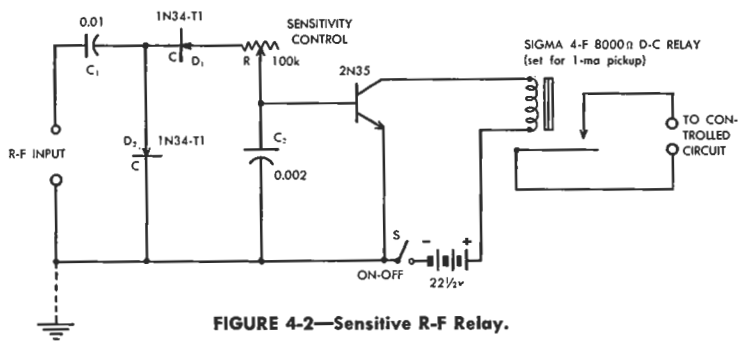 0.01
C₁
1N34-T1
C D₁
SENSITIVITY
CONTROL
R 100k
2N35
SIGMA 4-F 8000Ω D-C RELAY
(set for 1-ma pickup)
TO CON-
TROLLED
CIRCUIT
R-F INPUT
D₂ 1N34-T1
C
C₂
0.002
S
- +
ON-OFF
22½v
FIGURE 4-2—Sensitive R-F Relay.